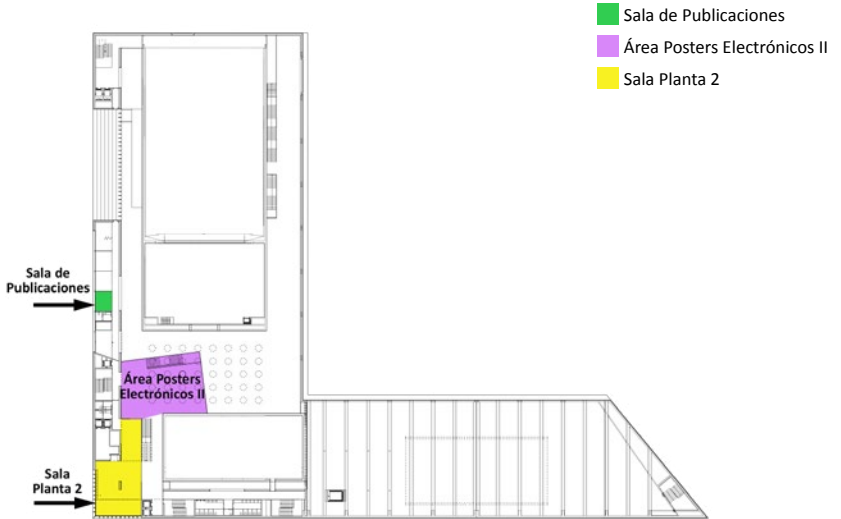 Sala de Publicaciones
Área Posters Electrónicos II
Sala Planta 2
Sala de
Publicaciones
Área Posters
Electrónicos II
Sala
Planta 2